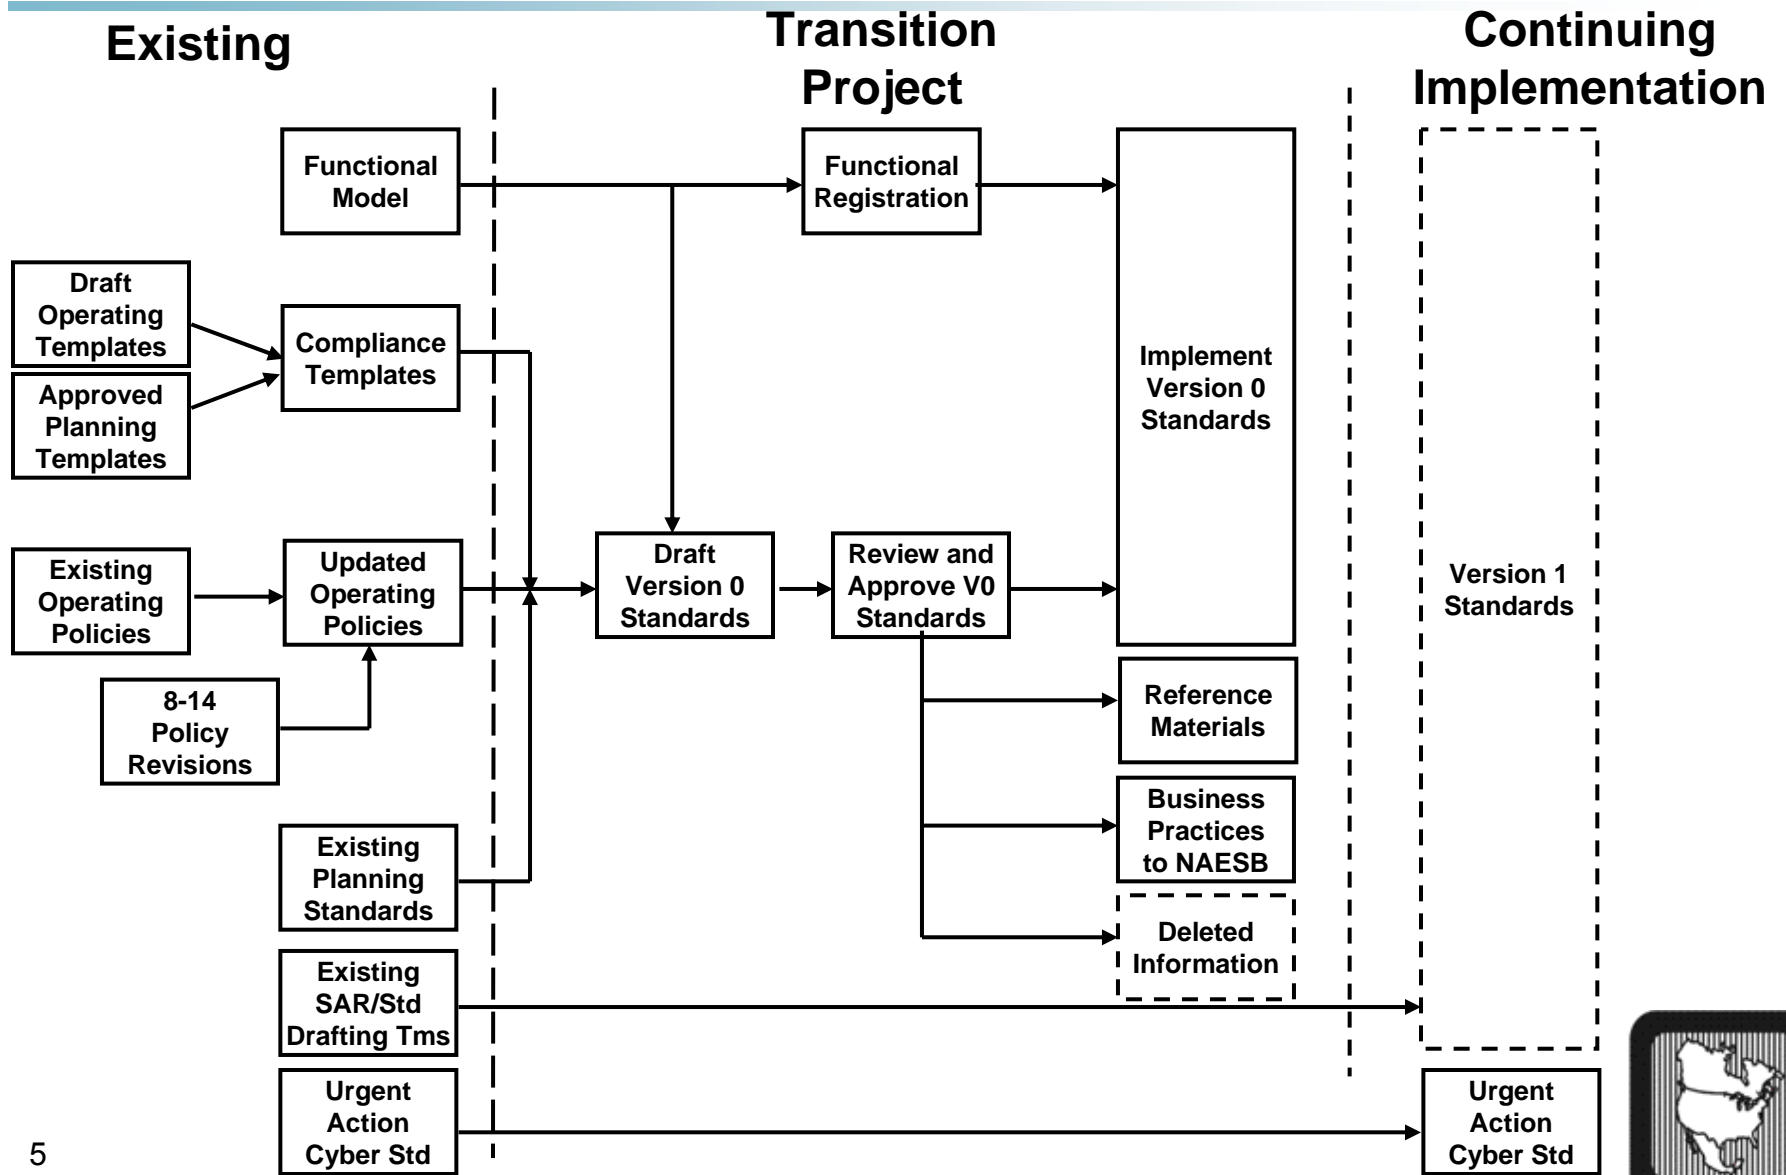 Existing
Transition
Project
Continuing
Implementation
Functional
Model
Functional
Registration
Implement
Version 0
Standards
Version 1
Standards
Draft
Operating
Templates
Approved
Planning
Templates
Compliance
Templates
Existing
Operating
Policies
Updated
Operating
Policies
Draft
Version 0
Standards
Review and
Approve V0
Standards
8-14
Policy
Revisions
Reference
Materials
Business
Practices
to NAESB
Existing
Planning
Standards
Deleted
Information
Existing
SAR/Std
Drafting Tms
Urgent
Action
Cyber Std
Urgent
Action
Cyber Std
5